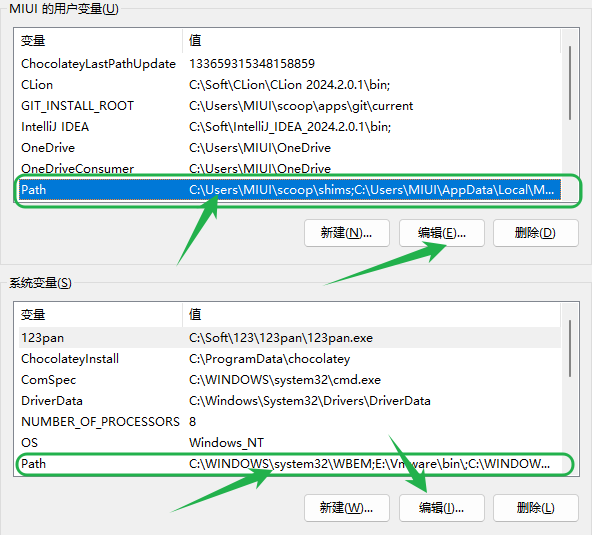 MIUI 的用户变量(U)
变量 值
ChocolateyLastPathUpdate 133659315348158859
CLion C:\Soft\CLion\CLion 2024.2.0.1\bin;
GIT_INSTALL_ROOT C:\Users\MIUI\scoop\apps\git\current
IntelliJ IDEA C:\Soft\IntelliJ_IDEA_2024.2.0.1\bin;
OneDrive C:\Users\MIUI\OneDrive
OneDriveConsumer C:\Users\MIUI\OneDrive
Path C:\Users\MIUI\scoop\shims;C:\Users\MIUI\AppData\Local\M...
新建(N)... 编辑(E)... 删除(D)
系统变量(S)
变量 值
123pan C:\Soft\123\123pan\123pan.exe
ChocolateyInstall C:\ProgramData\chocolatey
ComSpec C:\WINDOWS\system32\cmd.exe
DriverData C:\Windows\System32\Drivers\DriverData
NUMBER_OF_PROCESSORS 8
OS Windows_NT
Path C:\WINDOWS\system32\WBEM;E:\Vmware\bin\;C:\WINDOW...
新建(W)... 编辑(I)... 删除(L)